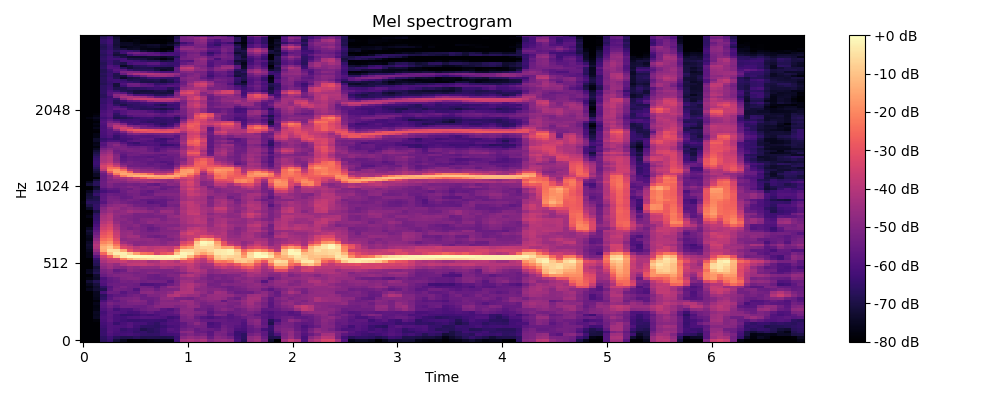 Mel spectrogram
Hz
2048
1024
512
0
0 1 2 3 4 5 6
Time
+0 dB
-10 dB
-20 dB
-30 dB
-40 dB
-50 dB
-60 dB
-70 dB
-80 dB